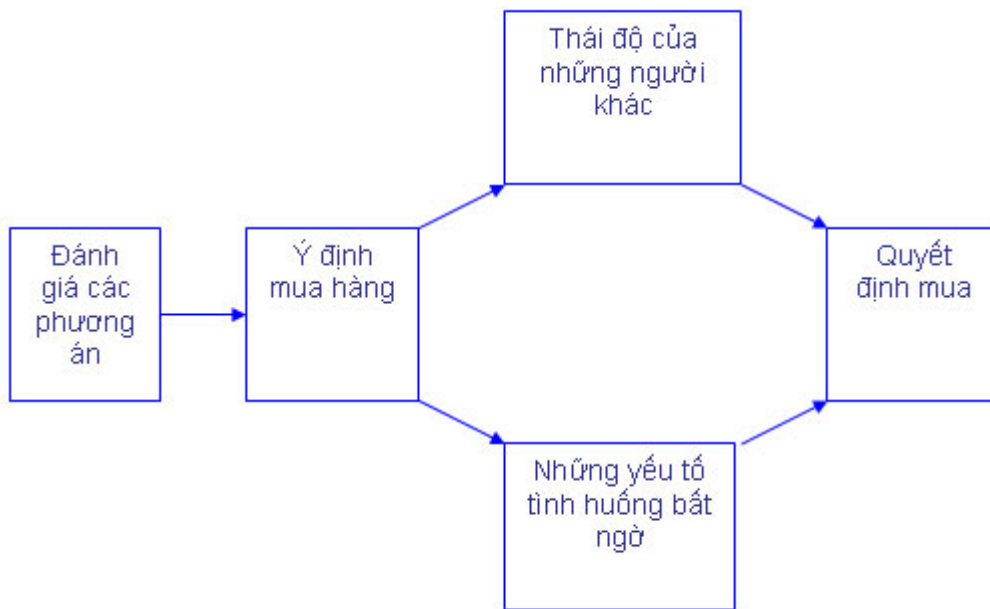 Thái độ của
những người
khác
Đánh
giá các
phương
án
Ý định
mua hàng
Quyết
định mua
Những yếu tố
tình huống bất
ngờ